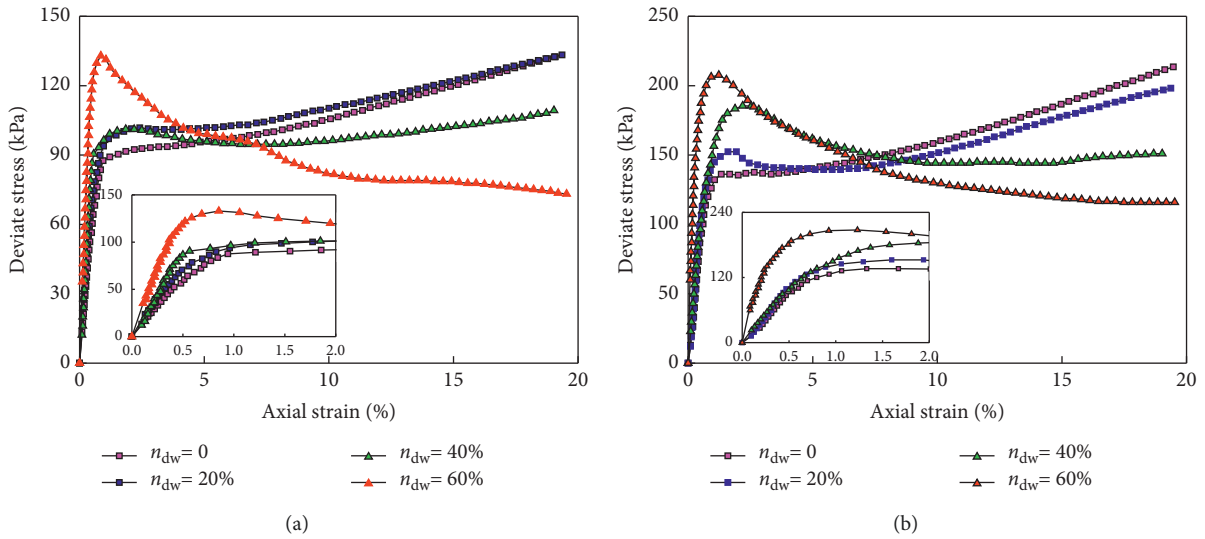 150
120
90
60
30
0
Deviate stress (kPa)
150
100
50
0
0.0 0.5 1.0 1.5 2.0
0 5 10 15 20
Axial strain (%)
n_dw = 0
n_dw = 20%
n_dw = 40%
n_dw = 60%
(a)
250
200
150
100
50
0
Deviate stress (kPa)
240
120
0
0.0 0.5 1.0 1.5 2.0
0 5 10 15 20
Axial strain (%)
n_dw = 0
n_dw = 20%
n_dw = 40%
n_dw = 60%
(b)